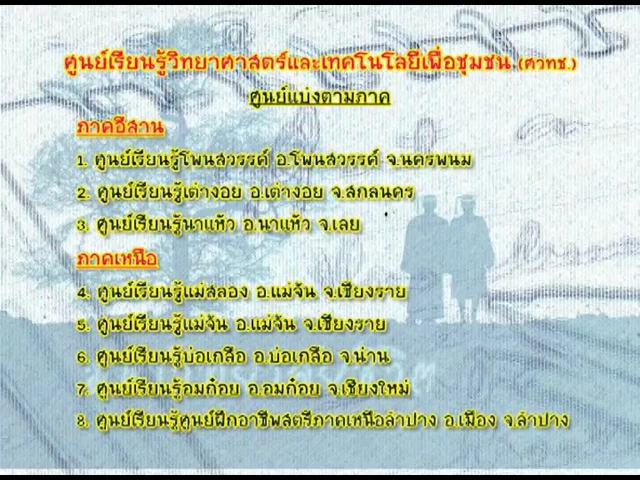 ศูนย์เรียนรู้วิทยาศาสตร์และเทคโนโลยีเพื่อชุมชน (ศวทช.)
ศูนย์แบ่งตามภาค
ภาคอีสาน
1. ศูนย์เรียนรู้โพนสวรรค์ อ.โพนสวรรค์ จ.นครพนม
2. ศูนย์เรียนรู้เต่างอย อ.เต่างอย จ.สกลนคร
3. ศูนย์เรียนรู้นาแห้ว อ.นาแห้ว จ.เลย
ภาคเหนือ
4. ศูนย์เรียนรู้แม่สลอง อ.แม่จัน จ.เชียงราย
5. ศูนย์เรียนรู้แม่จัน อ.แม่จัน จ.เชียงราย
6. ศูนย์เรียนรู้บ่อเกลือ อ.บ่อเกลือ จ.น่าน
7. ศูนย์เรียนรู้อมก๋อย อ.อมก๋อย จ.เชียงใหม่
8. ศูนย์เรียนรู้ศูนย์ฝึกอาชีพสตรีภาคเหนือลำปาง อ.เมือง จ.ลำปาง